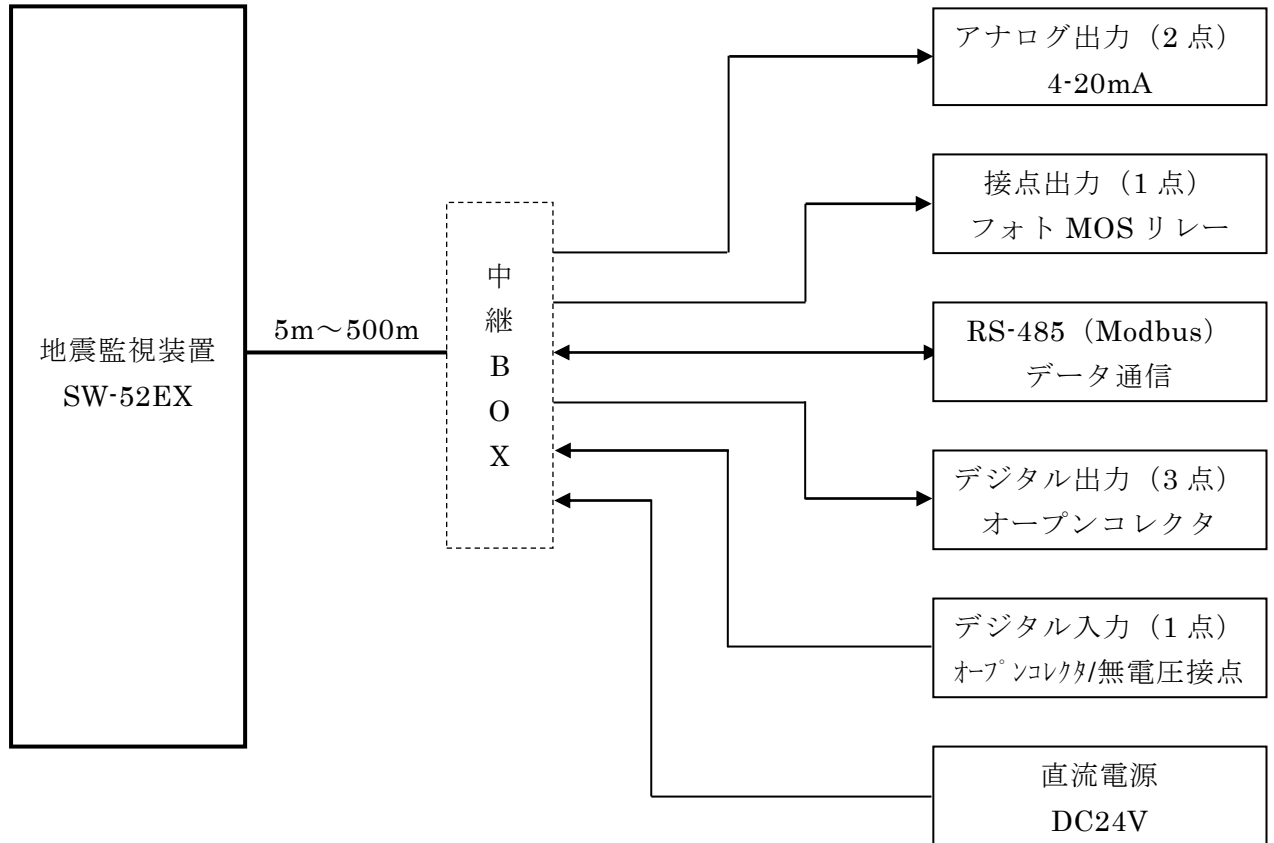 地震監視装置
SW-52EX
5m～500m
中
継
B
O
X
アナログ出力（2点）
4-20mA
接点出力（1点）
フォトMOSリレー
RS-485（Modbus）
データ通信
デジタル出力（3点）
オープンコレクタ
デジタル入力（1点）
ｵｰﾌﾟﾝｺﾚｸﾀ/無電圧接点
直流電源
DC24V